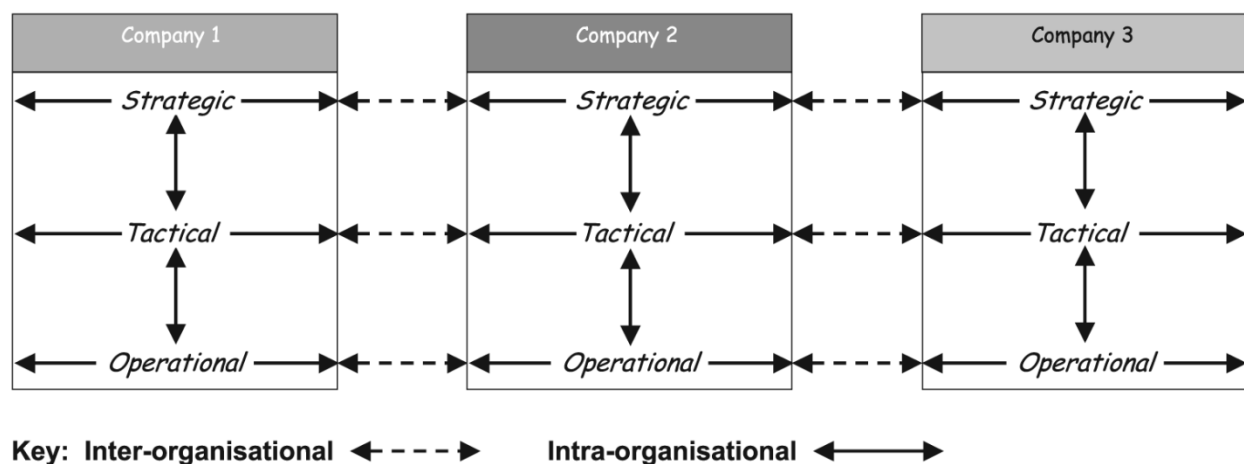 Company 1 Company 2 Company 3
Strategic Strategic Strategic
Tactical Tactical Tactical
Operational Operational Operational
Key: Inter-organisational Intra-organisational